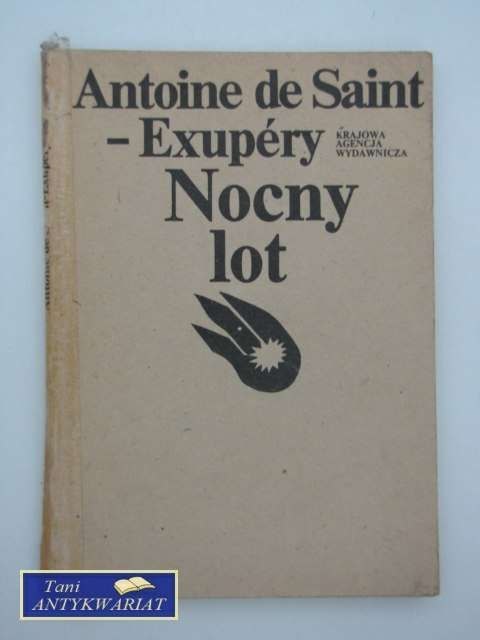 Antoine de Saint
– Exupéry
KRAJOWA
AGENCJA
WYDAWNICZA
Nocny
lot
Tani
ANTYKWARIAT